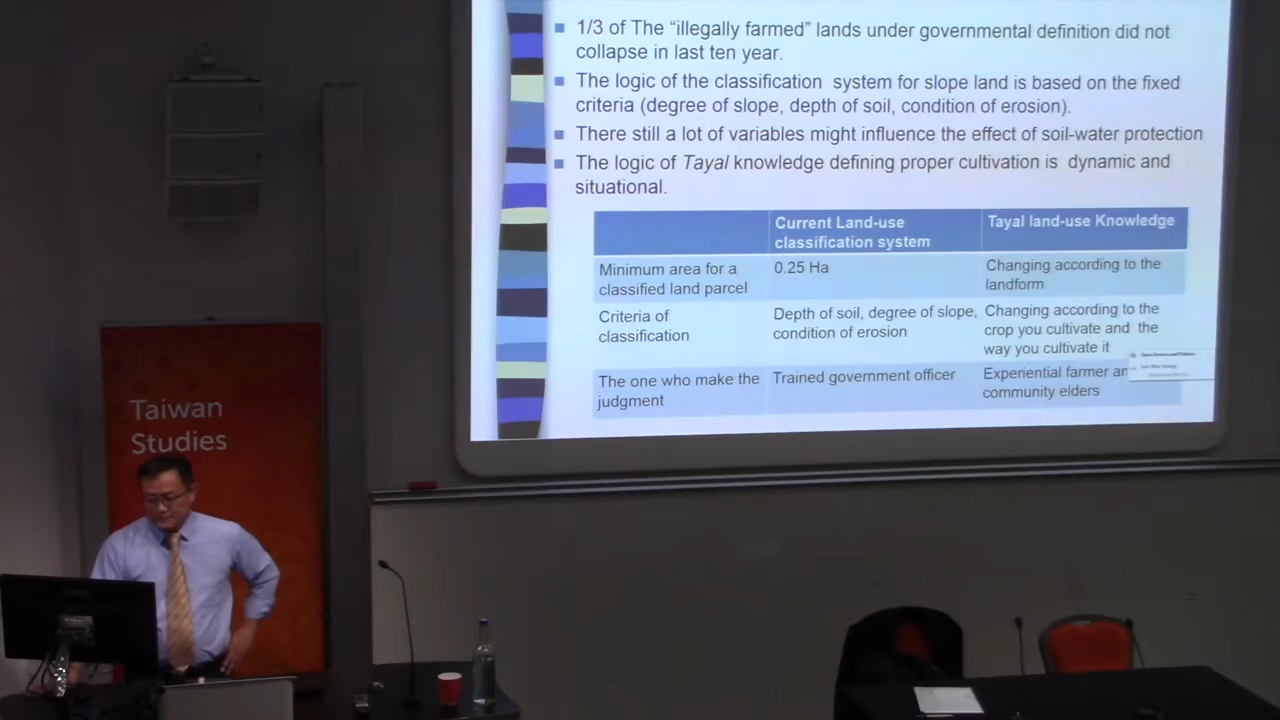 1/3 of The “illegally farmed” lands under governmental definition did not
collapse in last ten year.
The logic of the classification system for slope land is based on the fixed
criteria (degree of slope, depth of soil, condition of erosion).
There still a lot of variables might influence the effect of soil-water protection
The logic of Tayal knowledge defining proper cultivation is dynamic and
situational.
Current Land-use
classification system
Tayal land-use Knowledge
Minimum area for a
classified land parcel
0.25 Ha
Changing according to the
landform
Criteria of
classification
Depth of soil, degree of slope,
condition of erosion
Changing according to the
crop you cultivate and the
way you cultivate it
The one who make the
judgment
Trained government officer
Experiential farmer
community elders
Taiwan
Studies